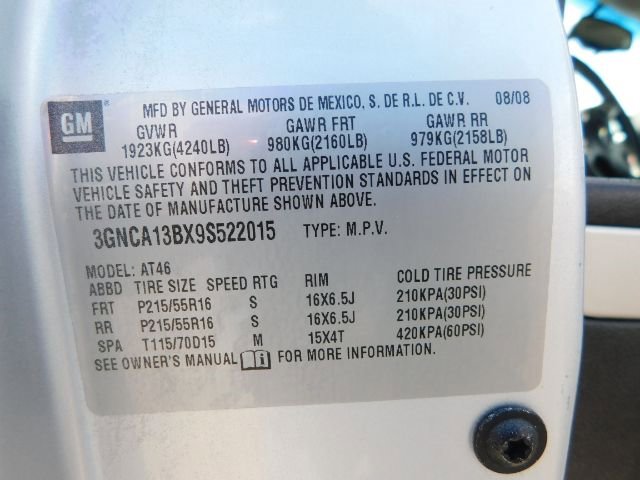 GM
MFD BY GENERAL MOTORS DE MEXICO, S. DE R.L. DE C.V. 08/08
GVWR GAWR FRT GAWR RR
1923KG(4240LB) 980KG(2160LB) 979KG(2158LB)
THIS VEHICLE CONFORMS TO ALL APPLICABLE U.S. FEDERAL MOTOR
VEHICLE SAFETY AND THEFT PREVENTION STANDARDS IN EFFECT ON
THE DATE OF MANUFACTURE SHOWN ABOVE.
3GNCA13BX9S522015 TYPE: M.P.V.
MODEL: AT46
ABBD TIRE SIZE SPEED RTG RIM COLD TIRE PRESSURE
FRT P215/55R16 S 16X6.5J 210KPA(30PSI)
RR P215/55R16 S 16X6.5J 210KPA(30PSI)
SPA T115/70D15 M 15X4T 420KPA(60PSI)
SEE OWNER'S MANUAL FOR MORE INFORMATION.